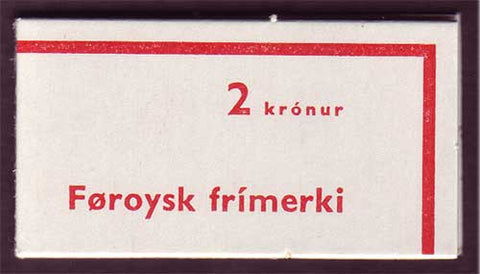 2 krónur
Føroysk frímerki